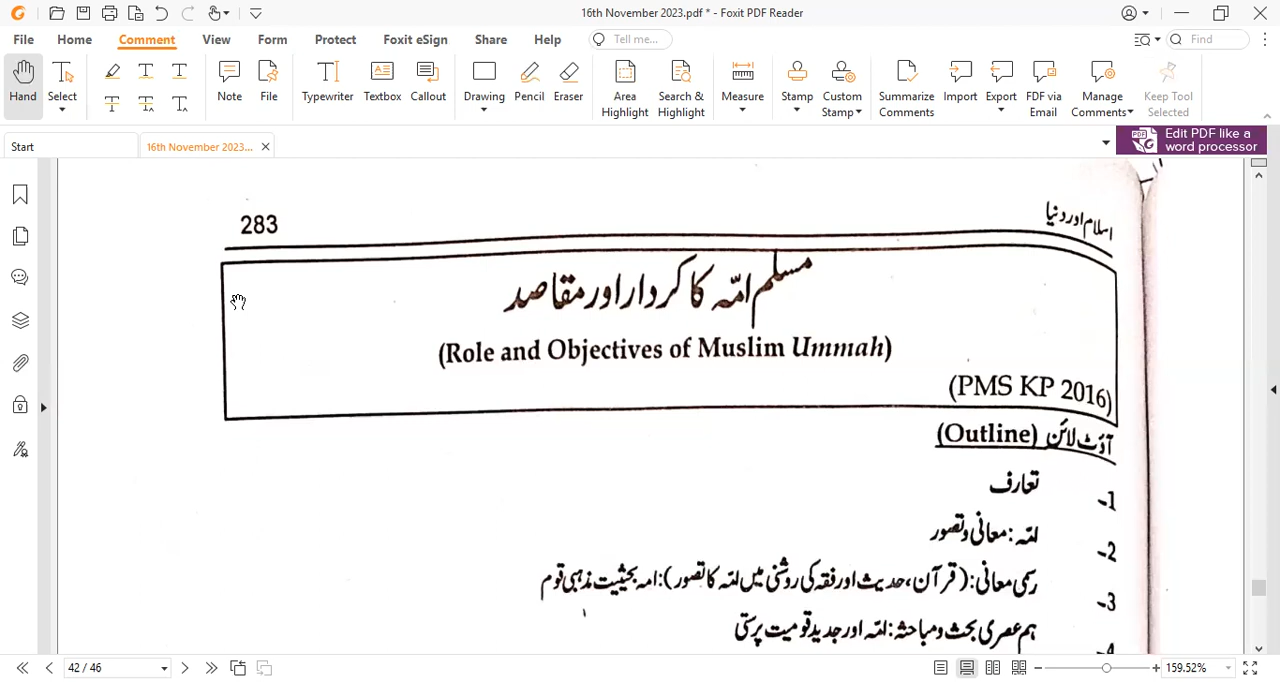 16th November 2023.pdf * - Foxit PDF Reader
File Home Comment View Form Protect Foxit eSign Share Help Tell me... Find
Hand Select Note File Typewriter Textbox Callout Drawing Pencil Eraser Area Highlight Search & Highlight Measure Stamp Custom Stamp Summarize Comments Import Export FDF via Email Manage Comments Keep Tool Selected
Start 16th November 2023... Edit PDF like a word processor
283 اسلام اور دنیا
مسلم امّہ کا کردار اور مقاصد
(Role and Objectives of Muslim Ummah)
(PMS KP 2016)
آؤٹ لائن (Outline)
1- تعارف
2- امّہ: معانی و تصور
3- رسمی معانی: (قرآن، حدیث اور فقہ کی روشنی میں امّہ کا تصور): امہ بحیثیت مذہبی قوم
4- ہم عصری بحث و مباحثہ: امّہ اور جدید قومیت پرستی
42 / 46 159.52%